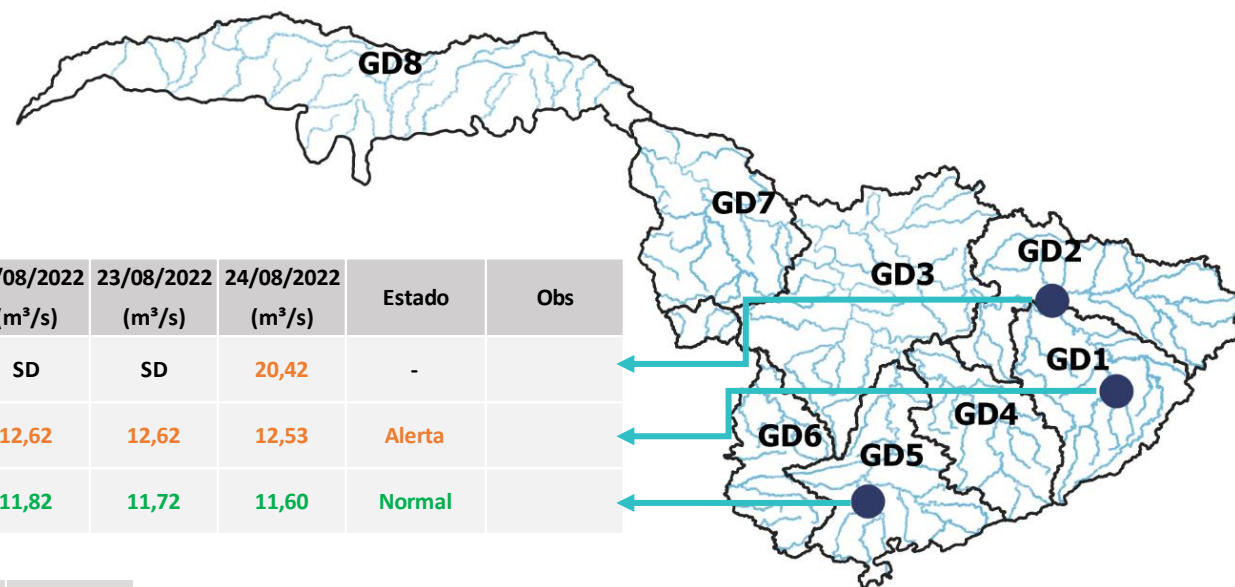 GD8
GD7
GD2
GD3
GD1
GD4
GD6
GD5
/08/2022 23/08/2022 24/08/2022 Estado Obs
(m³/s) (m³/s) (m³/s)
SD SD 20,42 -
12,62 12,62 12,53 Alerta
11,82 11,72 11,60 Normal